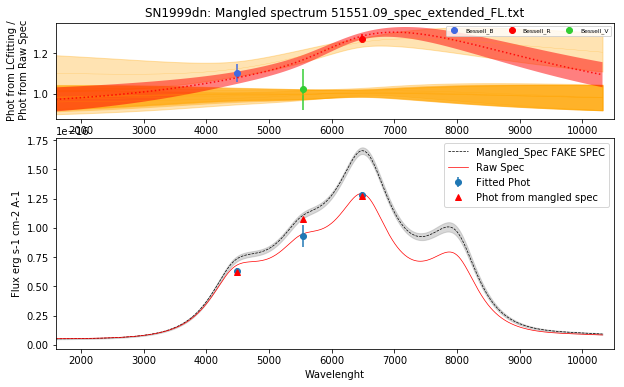 SN1999dn: Mangled spectrum 51551.09_spec_extended_FL.txt
Phot from LCfitting /
Phot from Raw Spec
1.2
1.0
Bessell_B
Bessell_R
Bessell_V
2000 3000 4000 5000 6000 7000 8000 9000 10000
1e−16
Flux erg s-1 cm-2 A-1
1.75
1.50
1.25
1.00
0.75
0.50
0.25
0.00
Mangled_Spec FAKE SPEC
Raw Spec
Fitted Phot
Phot from mangled spec
2000 3000 4000 5000 6000 7000 8000 9000 10000
Wavelenght